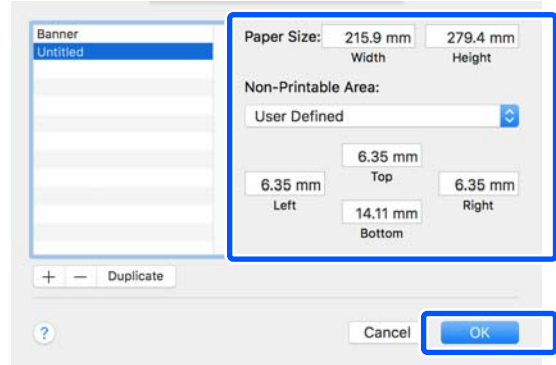 Banner
Untitled
Paper Size: 215.9 mm 279.4 mm
Width Height
Non-Printable Area:
User Defined
6.35 mm
Top
6.35 mm 6.35 mm
Left Right
14.11 mm
Bottom
+ − Duplicate
? Cancel OK